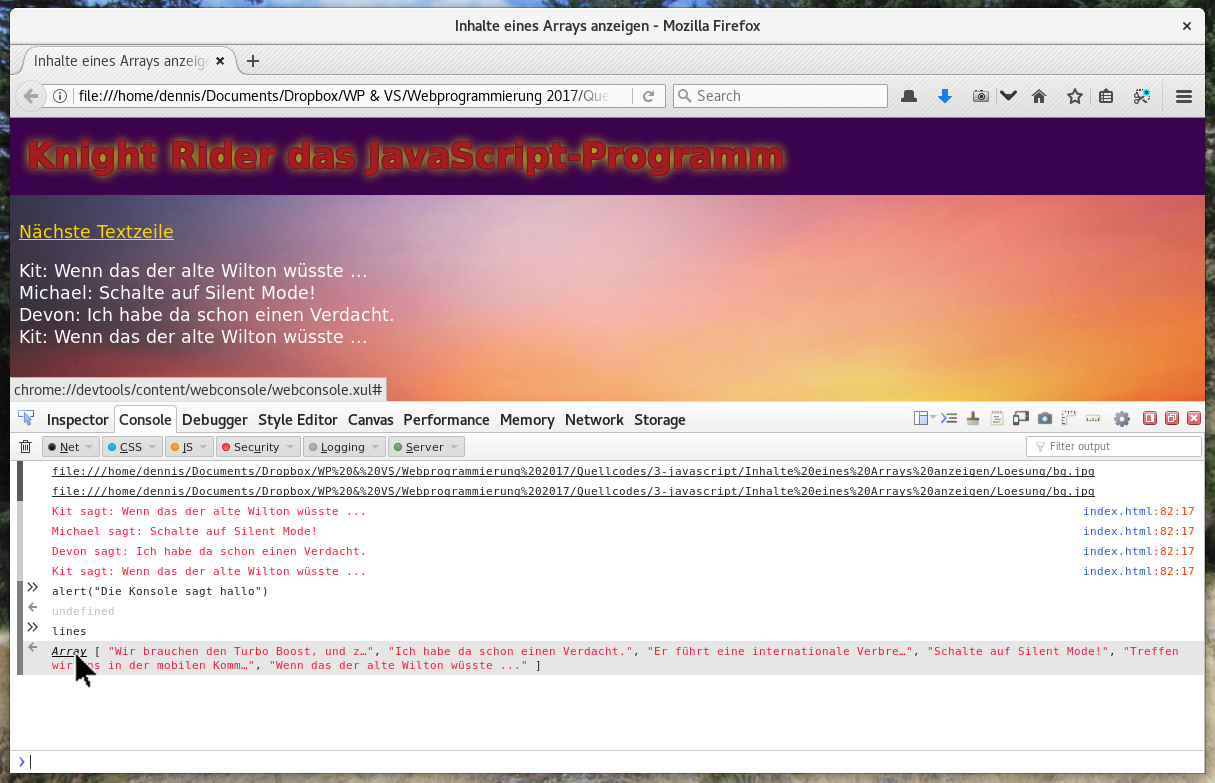 Inhalte eines Arrays anzeigen - Mozilla Firefox
Inhalte eines Arrays anzeig
file:///home/dennis/Documents/Dropbox/WP & VS/Webprogrammierung 2017/Que
Search
Knight Rider das JavaScript-Programm
Nächste Textzeile
Kit: Wenn das der alte Wilton wüsste ...
Michael: Schalte auf Silent Mode!
Devon: Ich habe da schon einen Verdacht.
Kit: Wenn das der alte Wilton wüsste ...
chrome://devtools/content/webconsole/webconsole.xul#
Inspector Console Debugger Style Editor Canvas Performance Memory Network Storage
Net CSS JS Security Logging Server Filter output
file:///home/dennis/Documents/Dropbox/WP%20&%20VS/Webprogrammierung%202017/Quellcodes/3-javascript/Inhalte%20eines%20Arrays%20anzeigen/Loesung/bg.jpg
file:///home/dennis/Documents/Dropbox/WP%20&%20VS/Webprogrammierung%202017/Quellcodes/3-javascript/Inhalte%20eines%20Arrays%20anzeigen/Loesung/bg.jpg
Kit sagt: Wenn das der alte Wilton wüsste ... index.html:82:17
Michael sagt: Schalte auf Silent Mode! index.html:82:17
Devon sagt: Ich habe da schon einen Verdacht. index.html:82:17
Kit sagt: Wenn das der alte Wilton wüsste ... index.html:82:17
alert("Die Konsole sagt hallo")
undefined
lines
Array [ "Wir brauchen den Turbo Boost, und z…", "Ich habe da schon einen Verdacht.", "Er führt eine internationale Verbre…", "Schalte auf Silent Mode!", "Treffen
wir in der mobilen Komm…", "Wenn das der alte Wilton wüsste ..." ]